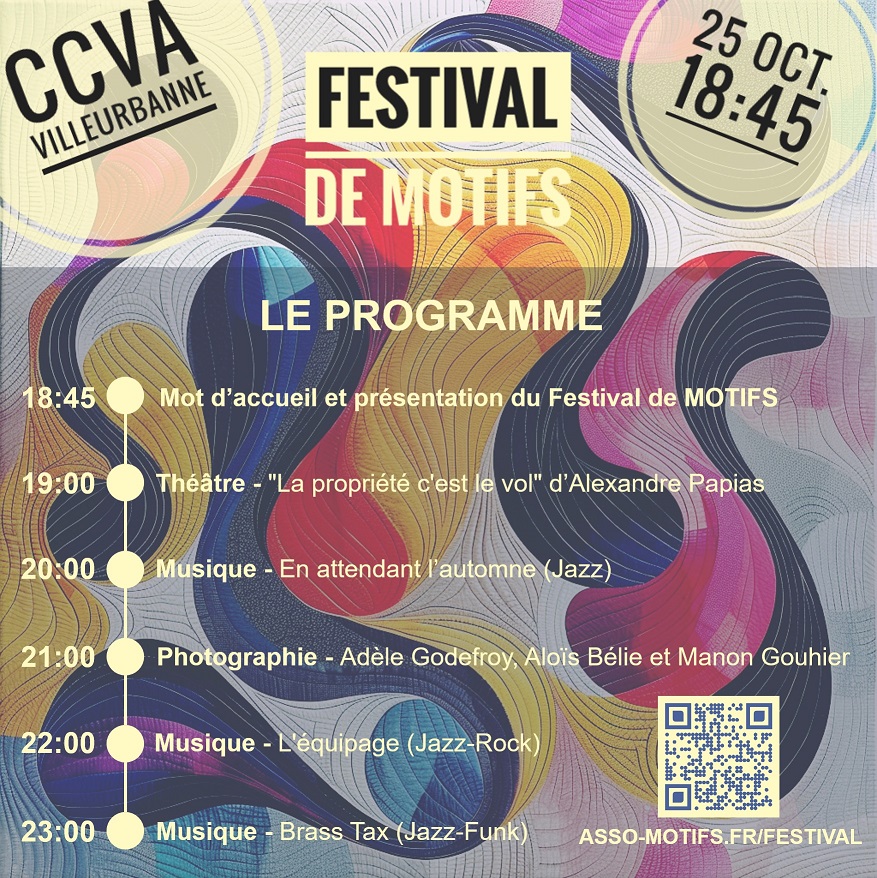 CCVA
VILLEURBANNE
FESTIVAL
DE MOTIFS
25 OCT.
18:45
LE PROGRAMME
18:45 Mot d’accueil et présentation du Festival de MOTIFS
19:00 Théâtre - "La propriété c'est le vol" d’Alexandre Papias
20:00 Musique - En attendant l’automne (Jazz)
21:00 Photographie - Adèle Godefroy, Aloïs Bélie et Manon Gouhier
22:00 Musique - L'équipage (Jazz-Rock)
23:00 Musique - Brass Tax (Jazz-Funk)
ASSO-MOTIFS.FR/FESTIVAL